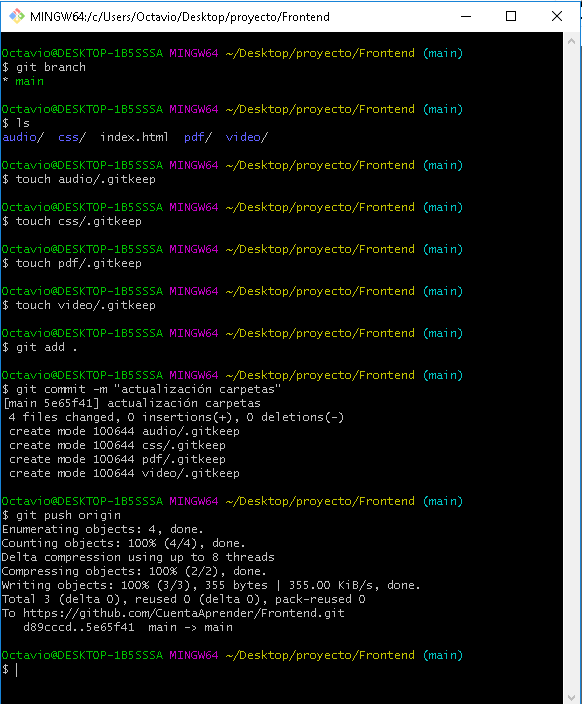 MINGW64:/c/Users/Octavio/Desktop/proyecto/Frontend
Octavio@DESKTOP-1B5SSSA MINGW64 ~/Desktop/proyecto/Frontend (main)
$ git branch
* main
Octavio@DESKTOP-1B5SSSA MINGW64 ~/Desktop/proyecto/Frontend (main)
$ ls
audio/  css/  index.html  pdf/  video/
Octavio@DESKTOP-1B5SSSA MINGW64 ~/Desktop/proyecto/Frontend (main)
$ touch audio/.gitkeep
Octavio@DESKTOP-1B5SSSA MINGW64 ~/Desktop/proyecto/Frontend (main)
$ touch css/.gitkeep
Octavio@DESKTOP-1B5SSSA MINGW64 ~/Desktop/proyecto/Frontend (main)
$ touch pdf/.gitkeep
Octavio@DESKTOP-1B5SSSA MINGW64 ~/Desktop/proyecto/Frontend (main)
$ touch video/.gitkeep
Octavio@DESKTOP-1B5SSSA MINGW64 ~/Desktop/proyecto/Frontend (main)
$ git add .
Octavio@DESKTOP-1B5SSSA MINGW64 ~/Desktop/proyecto/Frontend (main)
$ git commit -m "actualización carpetas"
[main 5e65f41] actualización carpetas
 4 files changed, 0 insertions(+), 0 deletions(-)
 create mode 100644 audio/.gitkeep
 create mode 100644 css/.gitkeep
 create mode 100644 pdf/.gitkeep
 create mode 100644 video/.gitkeep
Octavio@DESKTOP-1B5SSSA MINGW64 ~/Desktop/proyecto/Frontend (main)
$ git push origin
Enumerating objects: 4, done.
Counting objects: 100% (4/4), done.
Delta compression using up to 8 threads
Compressing objects: 100% (2/2), done.
Writing objects: 100% (3/3), 355 bytes | 355.00 KiB/s, done.
Total 3 (delta 0), reused 0 (delta 0), pack-reused 0
To https://github.com/CuentaAprender/Frontend.git
   d89cccd..5e65f41  main -> main
Octavio@DESKTOP-1B5SSSA MINGW64 ~/Desktop/proyecto/Frontend (main)
$